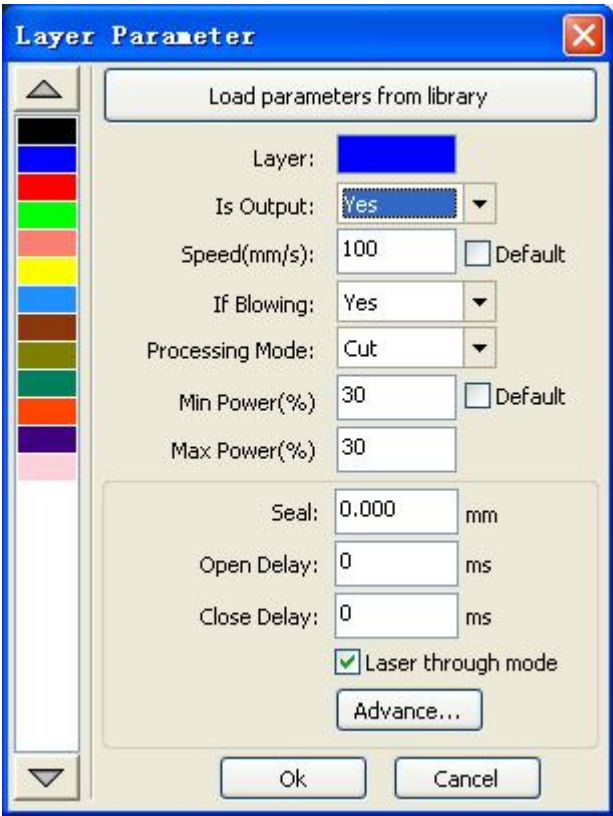 Layer Parameter
Load parameters from library
Layer:
Is Output: Yes
Speed(mm/s): 100 Default
If Blowing: Yes
Processing Mode: Cut
Min Power(%) 30 Default
Max Power(%) 30
Seal: 0.000 mm
Open Delay: 0 ms
Close Delay: 0 ms
Laser through mode
Advance...
Ok Cancel